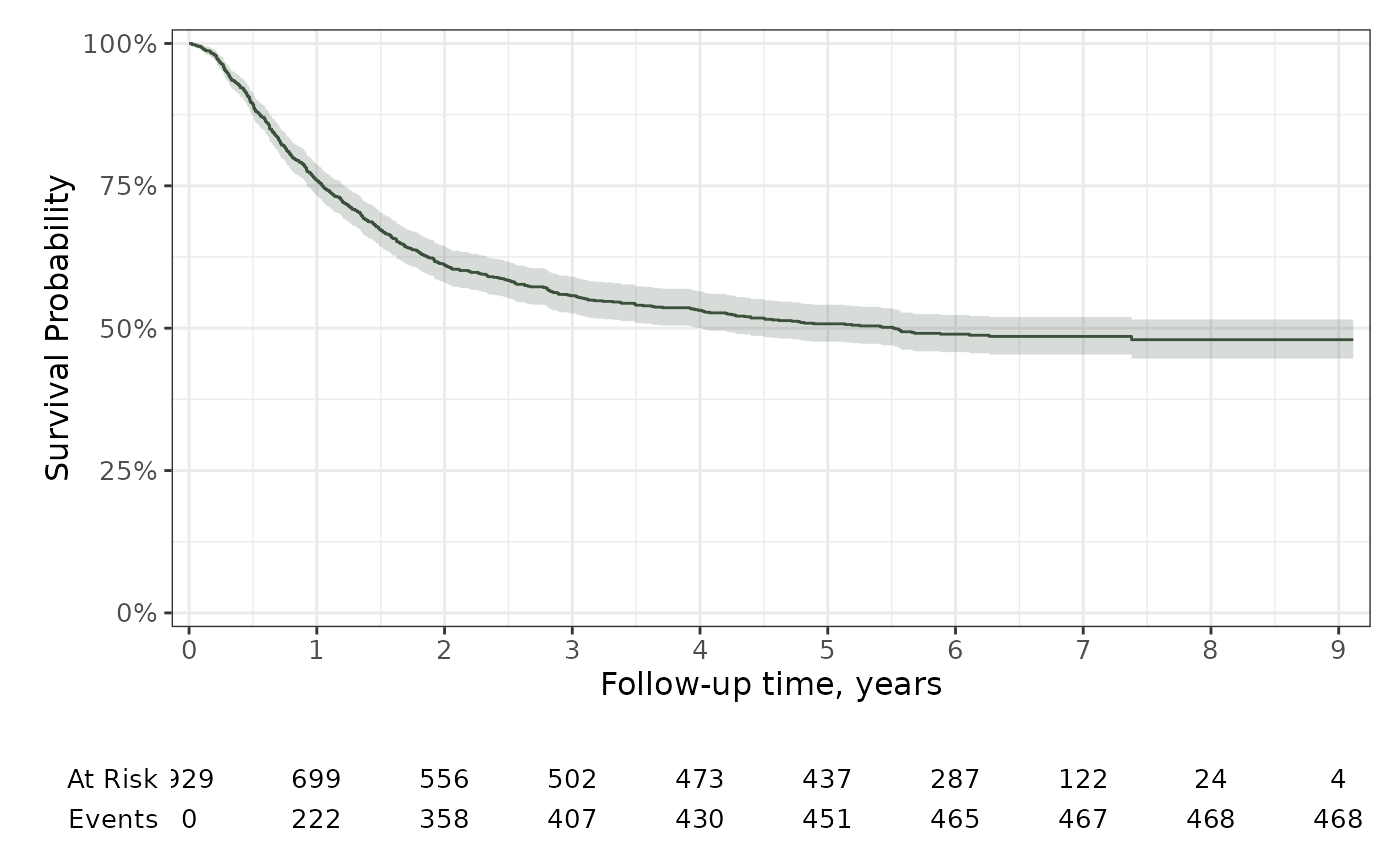 100%
75%
50%
25%
0%
Survival Probability
0 1 2 3 4 5 6 7 8 9
Follow-up time, years
At Risk 929 699 556 502 473 437 287 122 24 4
Events 0 222 358 407 430 451 465 467 468 468